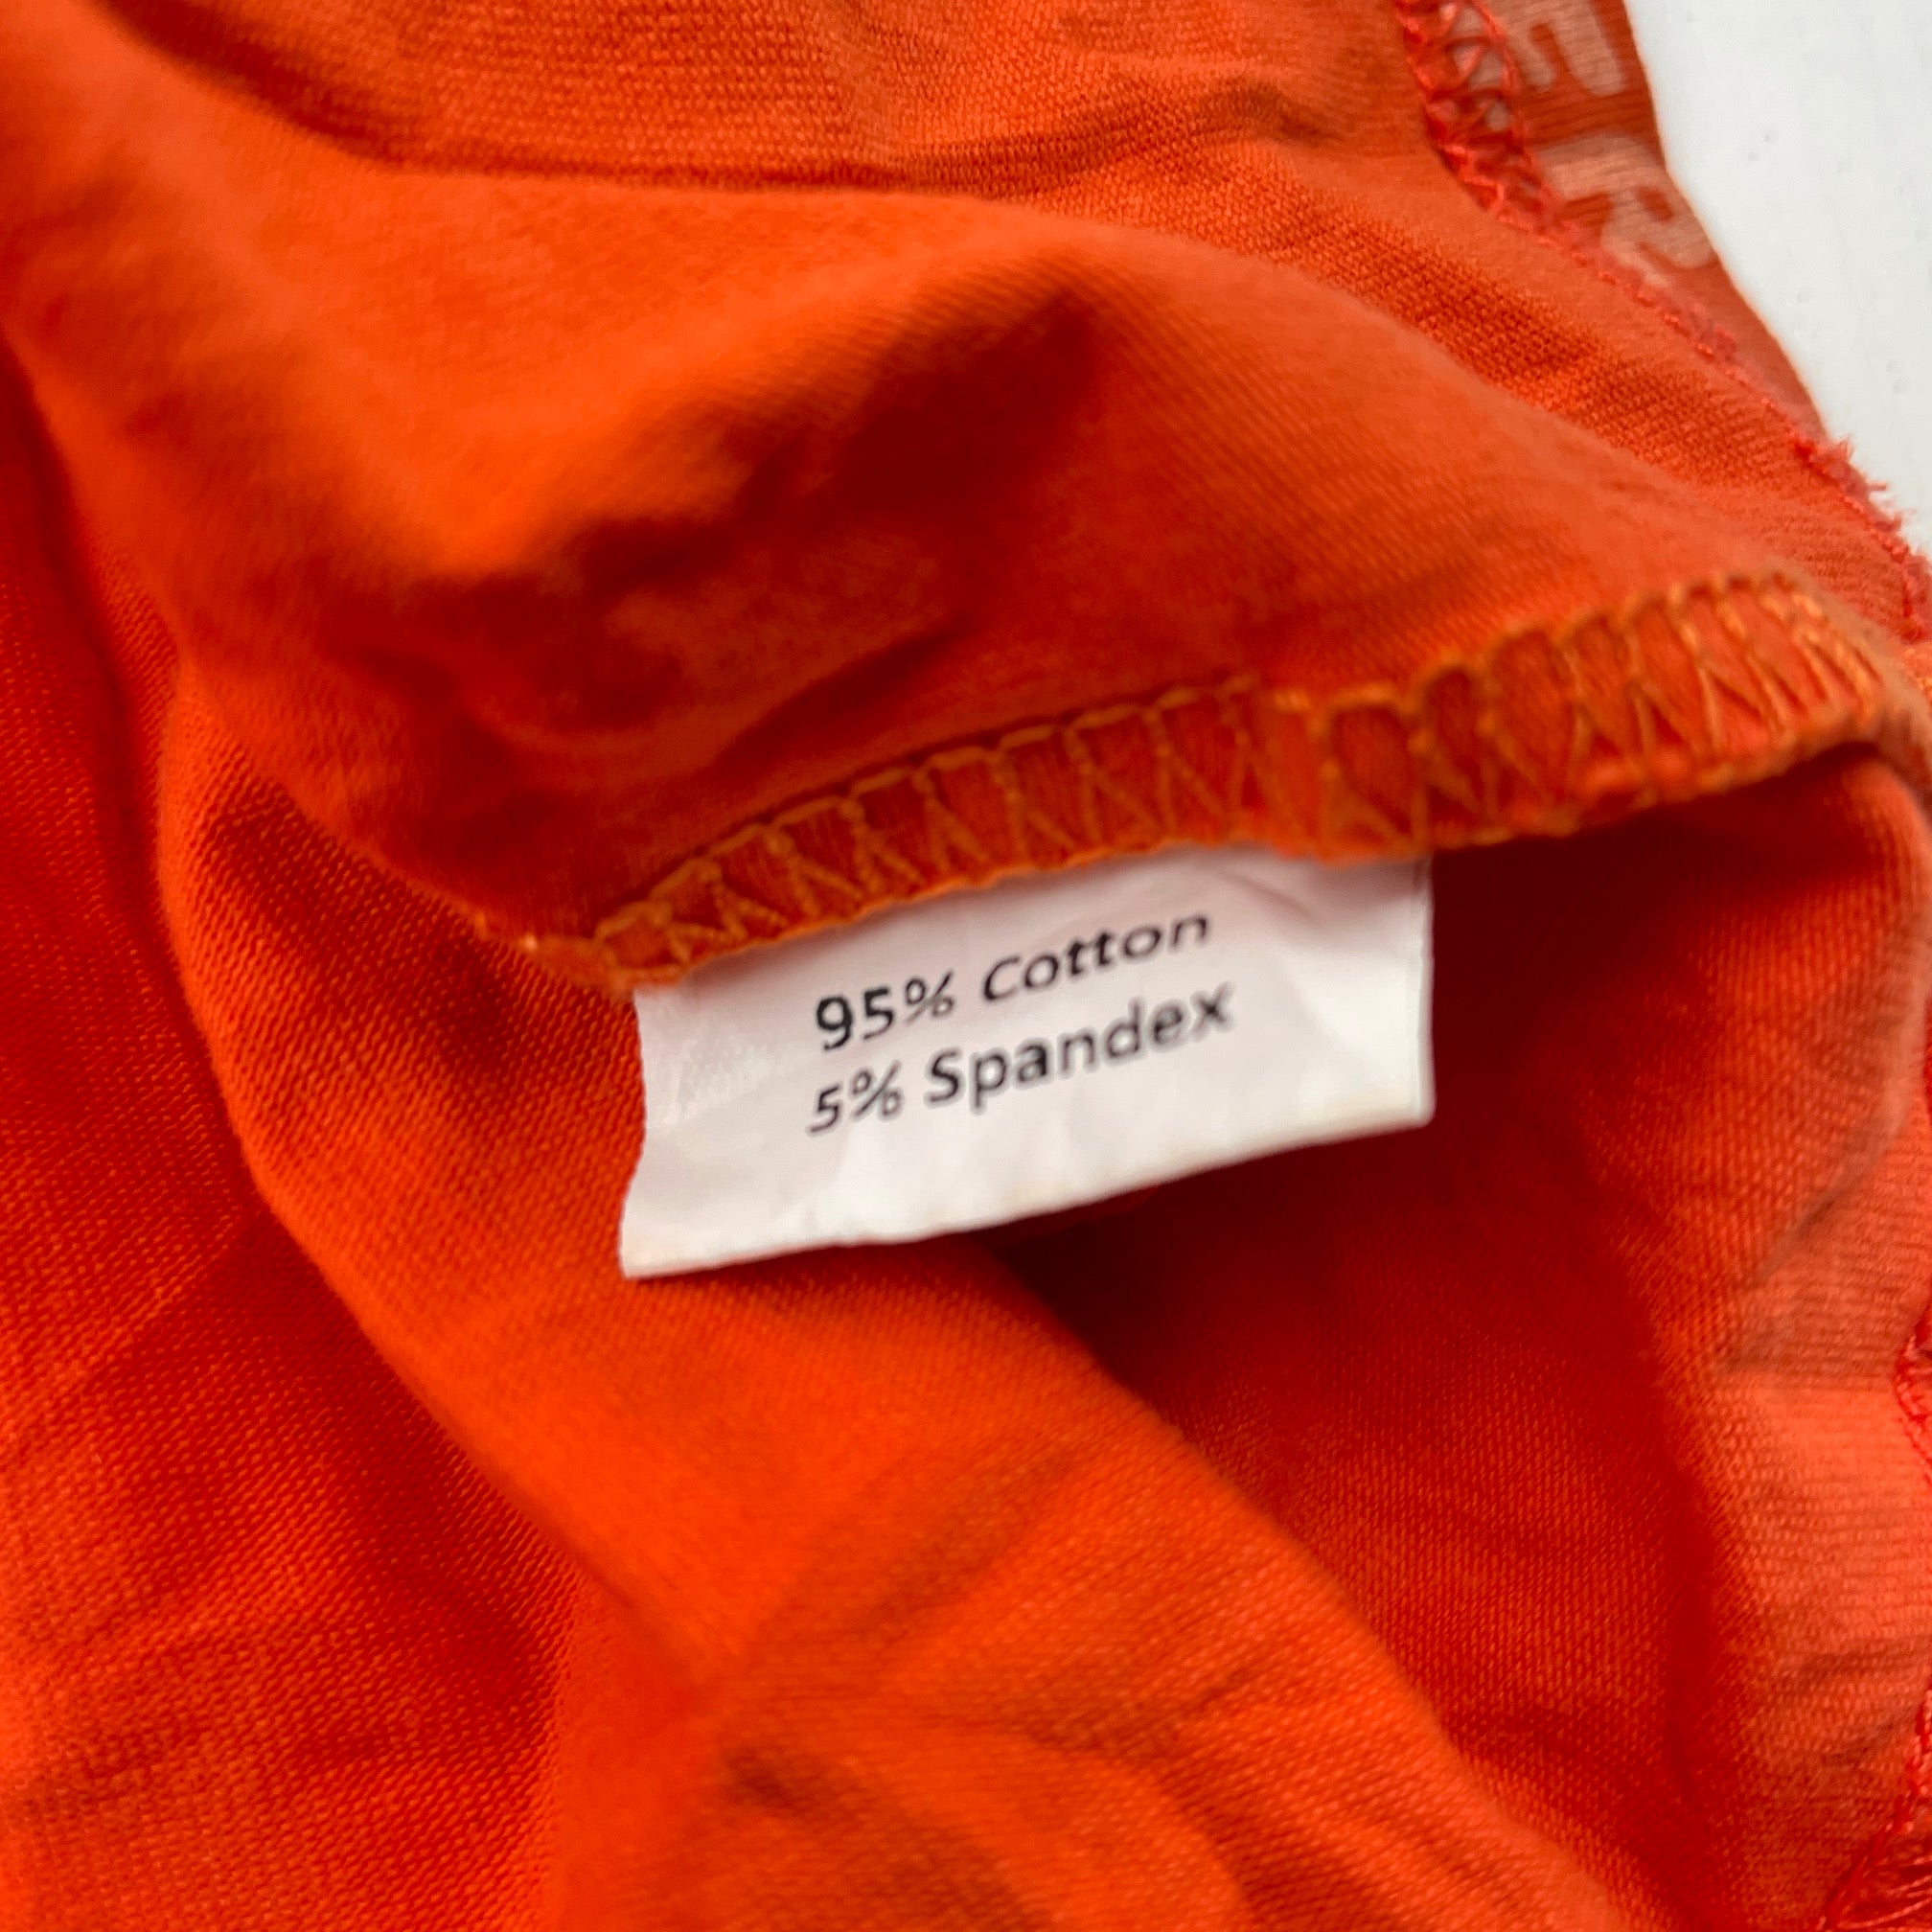 95% Cotton
5% Spandex